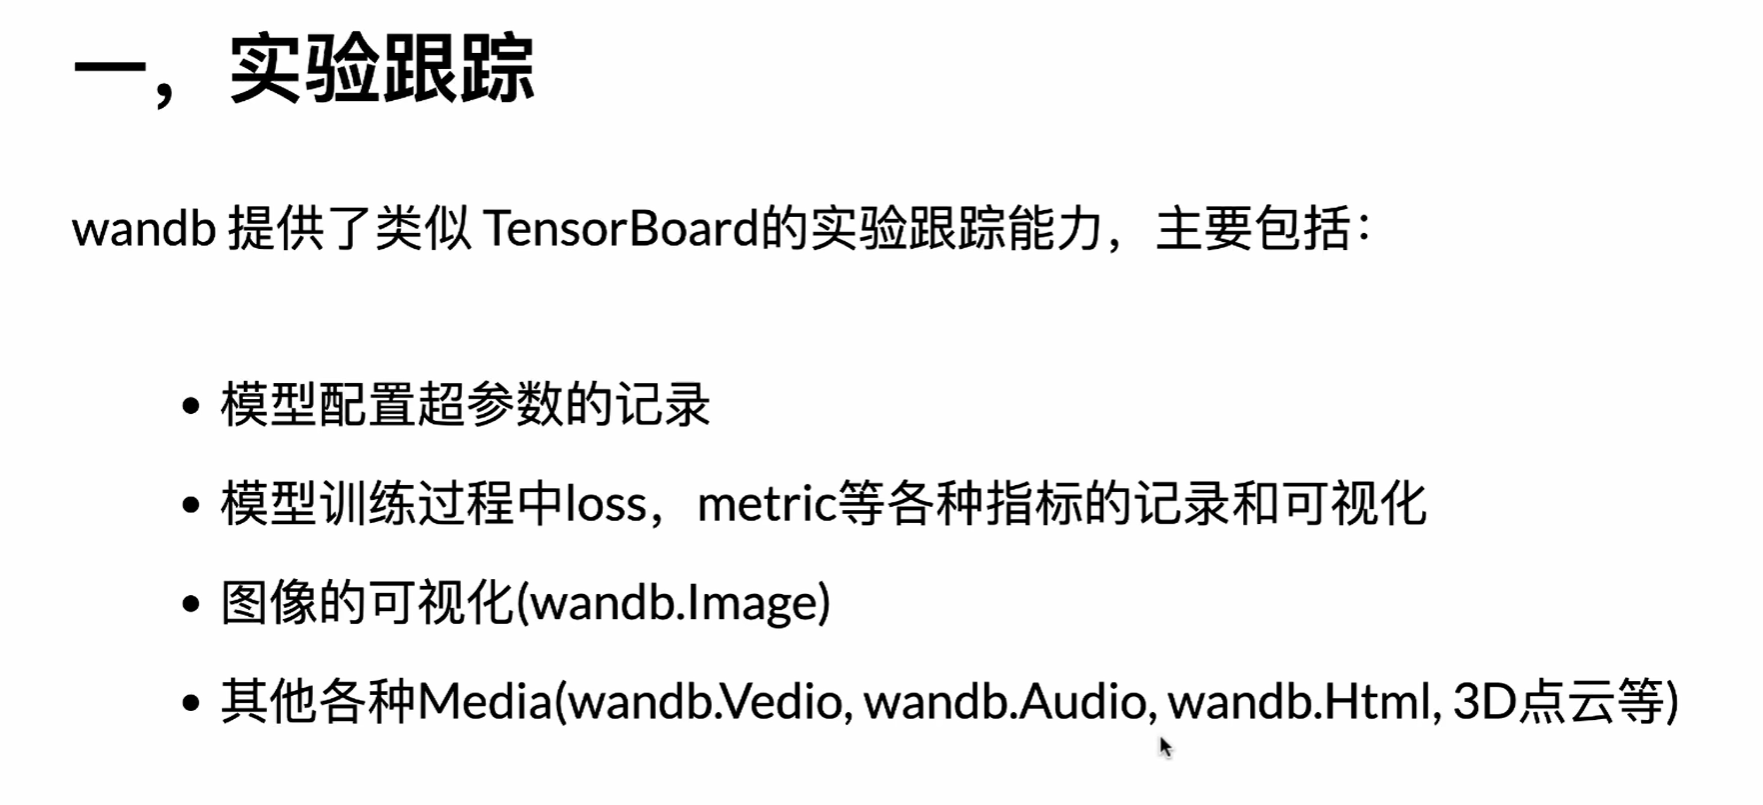 一，实验跟踪
wandb 提供了类似 TensorBoard的实验跟踪能力，主要包括：
• 模型配置超参数的记录
• 模型训练过程中loss，metric等各种指标的记录和可视化
• 图像的可视化(wandb.Image)
• 其他各种Media(wandb.Vedio, wandb.Audio, wandb.Html, 3D点云等)